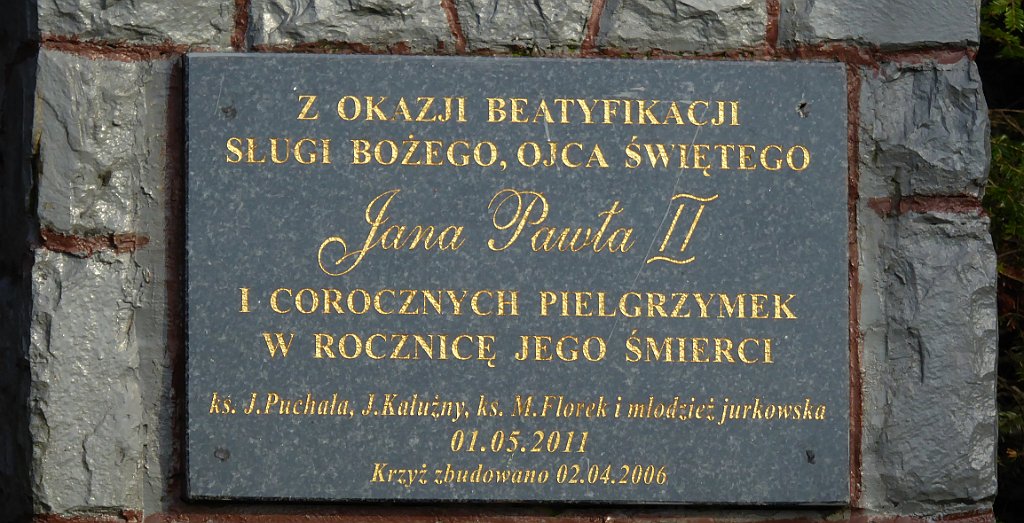 Z OKAZJI BEATYFIKACJI
SŁUGI BOŻEGO, OJCA ŚWIĘTEGO
Jana Pawła II
I COROCZNYCH PIELGRZYMEK
W ROCZNICĘ JEGO ŚMIERCI
ks. J.Puchała, J.Kałużny, ks. M.Florek i młodzież jurkowska
01.05.2011
Krzyż zbudowano 02.04.2006